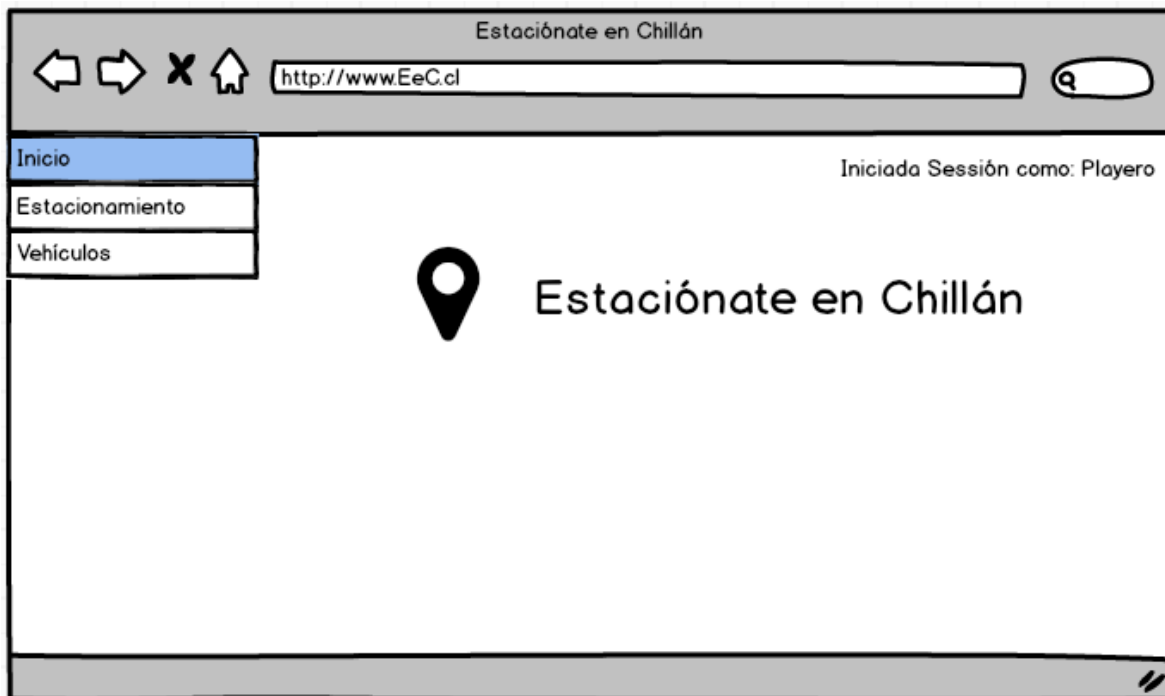 Estaciónate en Chillán
http://www.EeC.cl
Inicio
Iniciada Sessión como: Playero
Estacionamiento
Vehículos
Estaciónate en Chillán